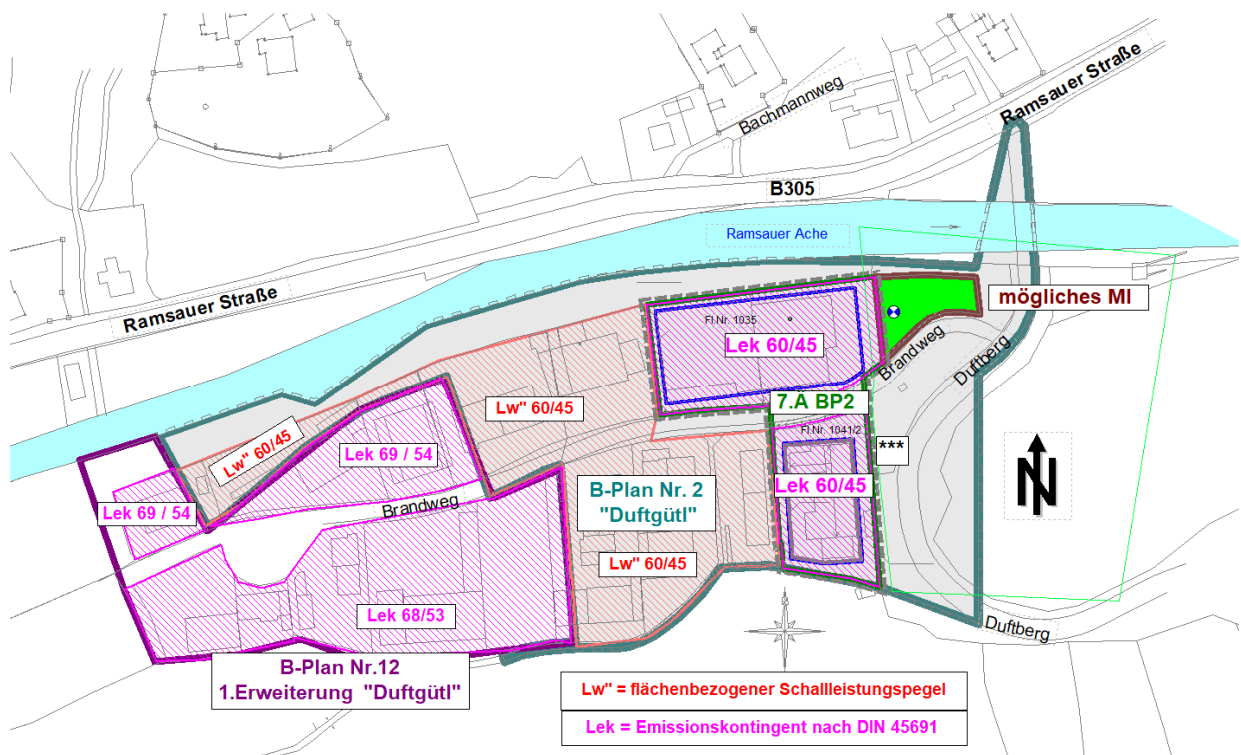 Bachmannweg
Ramsauer Straße
B305
Ramsauer Ache
Ramsauer Straße
mögliches MI
Fl.Nr. 1035
Lek 60/45
Brandweg
Duftberg
7.Ä BP2
Lw" 60/45
Fl.Nr. 1041/2
***
Lek 69 / 54
Lw" 60/45
Lek 60/45
B-Plan Nr. 2
"Duftgütl"
Brandweg
Lek 69 / 54
N
Lw" 60/45
Lek 68/53
Duftberg
B-Plan Nr.12
1.Erweiterung "Duftgütl"
Lw" = flächenbezogener Schallleistungspegel
Lek = Emissionskontingent nach DIN 45691